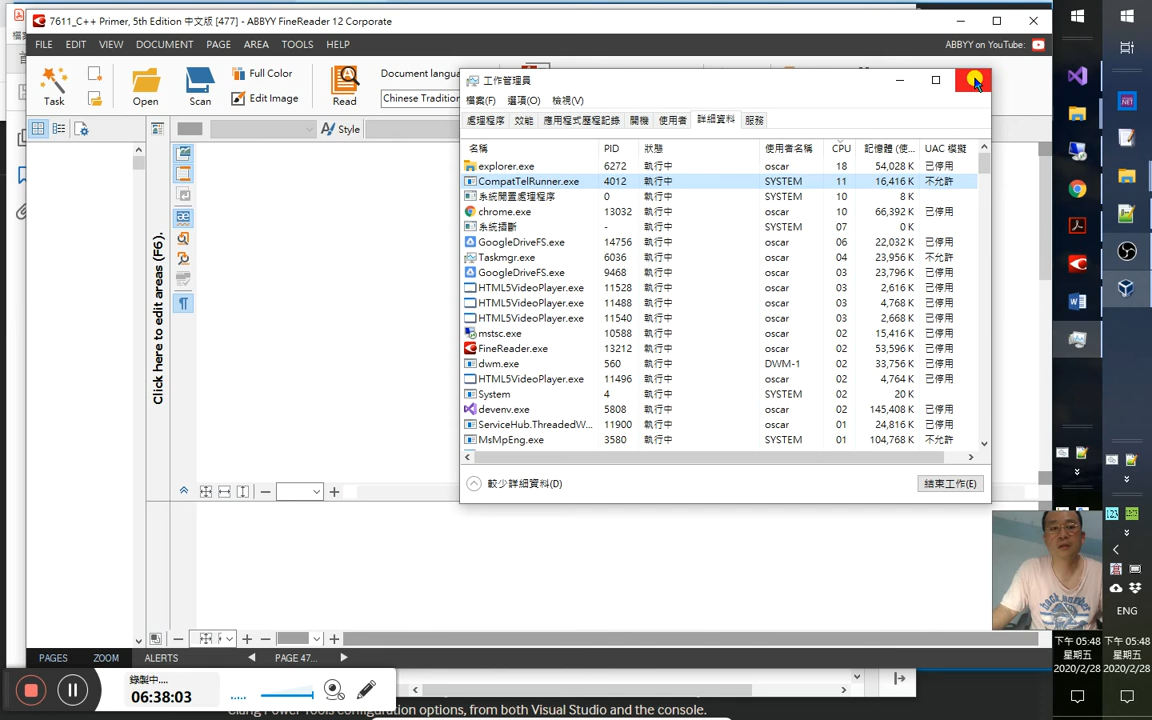 7611_C++ Primer, 5th Edition 中文版 [477] - ABBYY FineReader 12 Corporate
FILE EDIT VIEW DOCUMENT PAGE AREA TOOLS HELP
ABBYY on YouTube:
Task
Open
Scan
Full Color
Edit Image
Read
Document langua
Chinese Tradition
Style
工作管理員
檔案(F) 選項(O) 檢視(V)
處理程序 效能 應用程式歷程記錄 開機 使用者 詳細資料 服務
名稱 PID 狀態 使用者名稱 CPU 記憶體 (使... UAC 模擬
explorer.exe 6272 執行中 oscar 18 54,028 K 已停用
CompatTelRunner.exe 4012 執行中 SYSTEM 11 16,416 K 不允許
系統閒置處理程序 0 執行中 SYSTEM 10 8 K
chrome.exe 13032 執行中 oscar 10 66,392 K 已停用
系統插斷 - 執行中 SYSTEM 07 0 K
GoogleDriveFS.exe 14756 執行中 oscar 06 22,032 K 已停用
Taskmgr.exe 6036 執行中 oscar 04 23,956 K 不允許
GoogleDriveFS.exe 9468 執行中 oscar 03 23,796 K 已停用
HTML5VideoPlayer.exe 11528 執行中 oscar 03 2,616 K 已停用
HTML5VideoPlayer.exe 11488 執行中 oscar 03 4,768 K 已停用
HTML5VideoPlayer.exe 11540 執行中 oscar 03 2,668 K 已停用
mstsc.exe 10588 執行中 oscar 02 15,416 K 已停用
FineReader.exe 13212 執行中 oscar 02 53,596 K 已停用
dwm.exe 560 執行中 DWM-1 02 33,756 K 已停用
HTML5VideoPlayer.exe 11496 執行中 oscar 02 4,764 K 已停用
System 4 執行中 SYSTEM 02 20 K
devenv.exe 5808 執行中 oscar 02 145,408 K 已停用
ServiceHub.ThreadedW... 11900 執行中 oscar 01 24,816 K 已停用
MsMpEng.exe 3580 執行中 SYSTEM 01 104,768 K 不允許
較少詳細資料(D)
結束工作(E)
Click here to edit areas (F6).
PAGES ZOOM ALERTS PAGE 47...
錄製中....
06:38:03
Clang Power Tools configuration options, from both Visual Studio and the console.
.NET
123
ENG
下午 05:48
星期五
2020/2/28
下午 05:48
星期五
2020/2/28